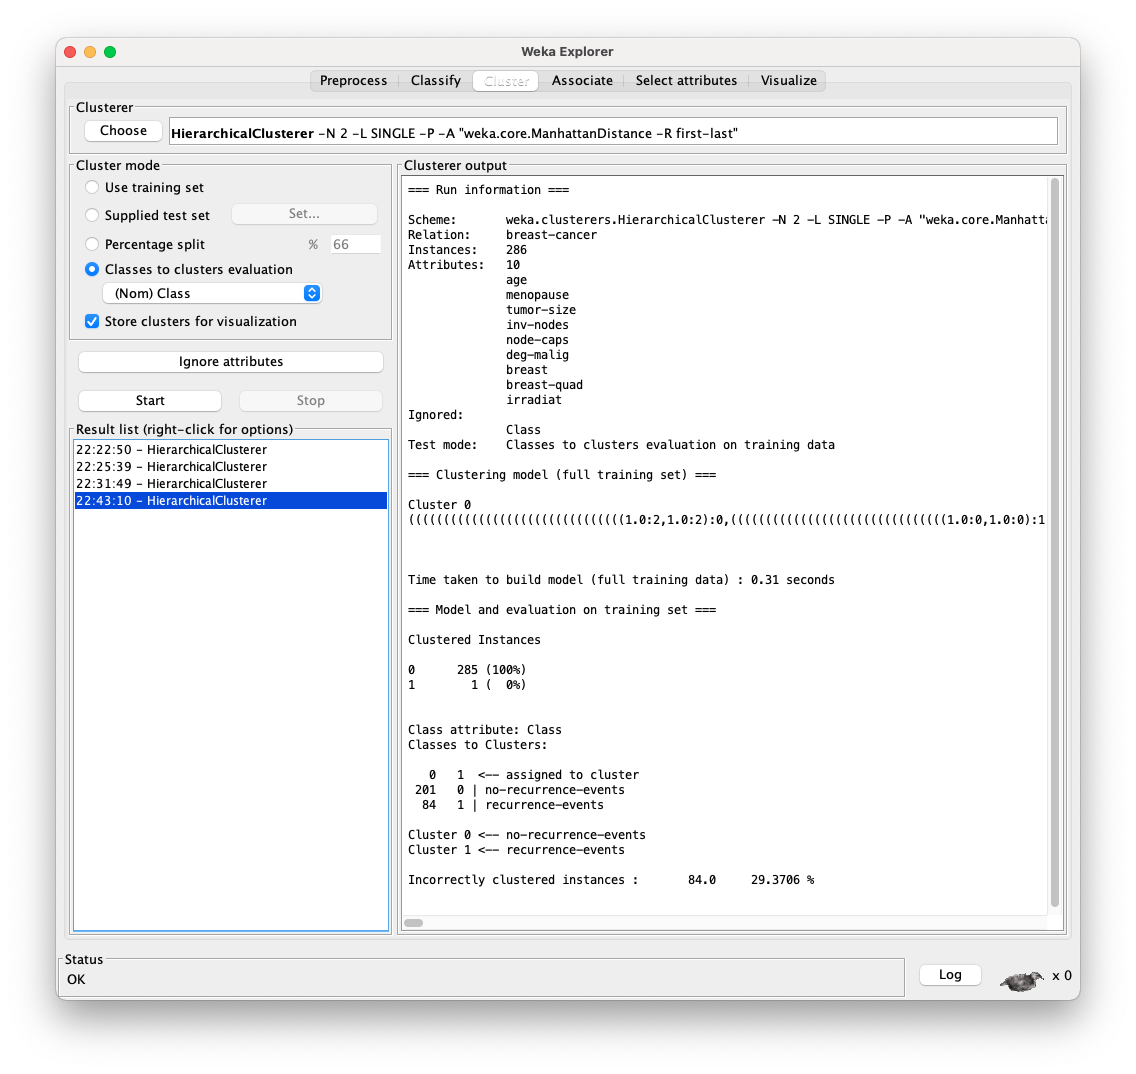 Weka Explorer
Preprocess Classify Cluster Associate Select attributes Visualize
Clusterer
Choose HierarchicalClusterer -N 2 -L SINGLE -P -A "weka.core.ManhattanDistance -R first-last"
Cluster mode
Use training set
Supplied test set Set...
Percentage split % 66
Classes to clusters evaluation
(Nom) Class
Store clusters for visualization
Ignore attributes
Start Stop
Result list (right-click for options)
22:22:50 - HierarchicalClusterer
22:25:39 - HierarchicalClusterer
22:31:49 - HierarchicalClusterer
22:43:10 - HierarchicalClusterer
Clusterer output
=== Run information ===
Scheme: weka.clusterers.HierarchicalClusterer -N 2 -L SINGLE -P -A "weka.core.Manhatta
Relation: breast-cancer
Instances: 286
Attributes: 10
age
menopause
tumor-size
inv-nodes
node-caps
deg-malig
breast
breast-quad
irradiat
Ignored:
Class
Test mode: Classes to clusters evaluation on training data
=== Clustering model (full training set) ===
Cluster 0
(((((((((((((((((((((((((((((((1.0:2,1.0:2):0,(((((((((((((((((((((((((((((((1.0:0,1.0:0):1
Time taken to build model (full training data) : 0.31 seconds
=== Model and evaluation on training set ===
Clustered Instances
0 285 (100%)
1 1 ( 0%)
Class attribute: Class
Classes to Clusters:
0 1 <-- assigned to cluster
201 0 | no-recurrence-events
84 1 | recurrence-events
Cluster 0 <-- no-recurrence-events
Cluster 1 <-- recurrence-events
Incorrectly clustered instances : 84.0 29.3706 %
Status
OK
Log
x 0